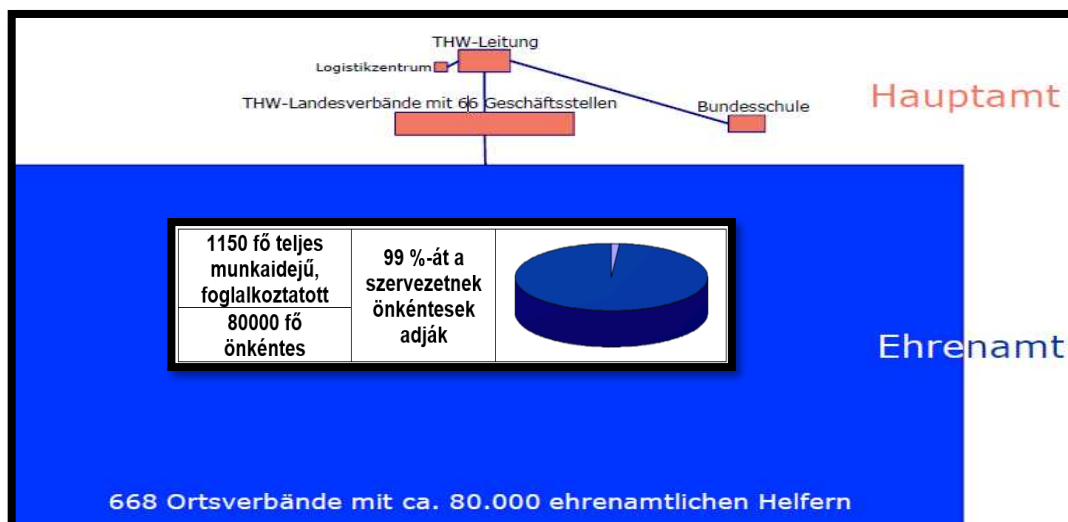 THW-Leitung
Logistikzentrum
THW-Landesverbände mit 66 Geschäftsstellen
Bundesschule
Hauptamt
1150 fő teljes
munkaidejű,
foglalkoztatott
80000 fő
önkéntes
99 %-át a
szervezetnek
önkéntesek
adják
Ehrenamt
668 Ortsverbände mit ca. 80.000 ehrenamtlichen Helfern